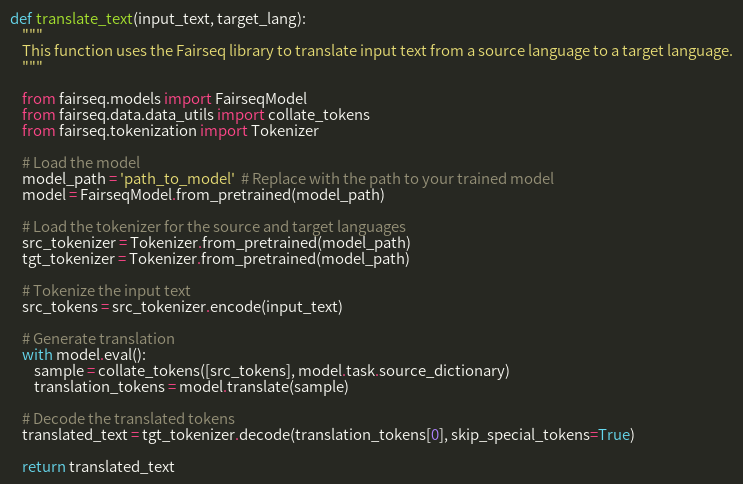 def translate_text(input_text, target_lang):
    """
    This function uses the Fairseq library to translate input text from a source language to a target language.
    """

    from fairseq.models import FairseqModel
    from fairseq.data.data_utils import collate_tokens
    from fairseq.tokenization import Tokenizer

    # Load the model
    model_path = 'path_to_model'  # Replace with the path to your trained model
    model = FairseqModel.from_pretrained(model_path)

    # Load the tokenizer for the source and target languages
    src_tokenizer = Tokenizer.from_pretrained(model_path)
    tgt_tokenizer = Tokenizer.from_pretrained(model_path)

    # Tokenize the input text
    src_tokens = src_tokenizer.encode(input_text)

    # Generate translation
    with model.eval():
        sample = collate_tokens([src_tokens], model.task.source_dictionary)
        translation_tokens = model.translate(sample)

    # Decode the translated tokens
    translated_text = tgt_tokenizer.decode(translation_tokens[0], skip_special_tokens=True)

    return translated_text